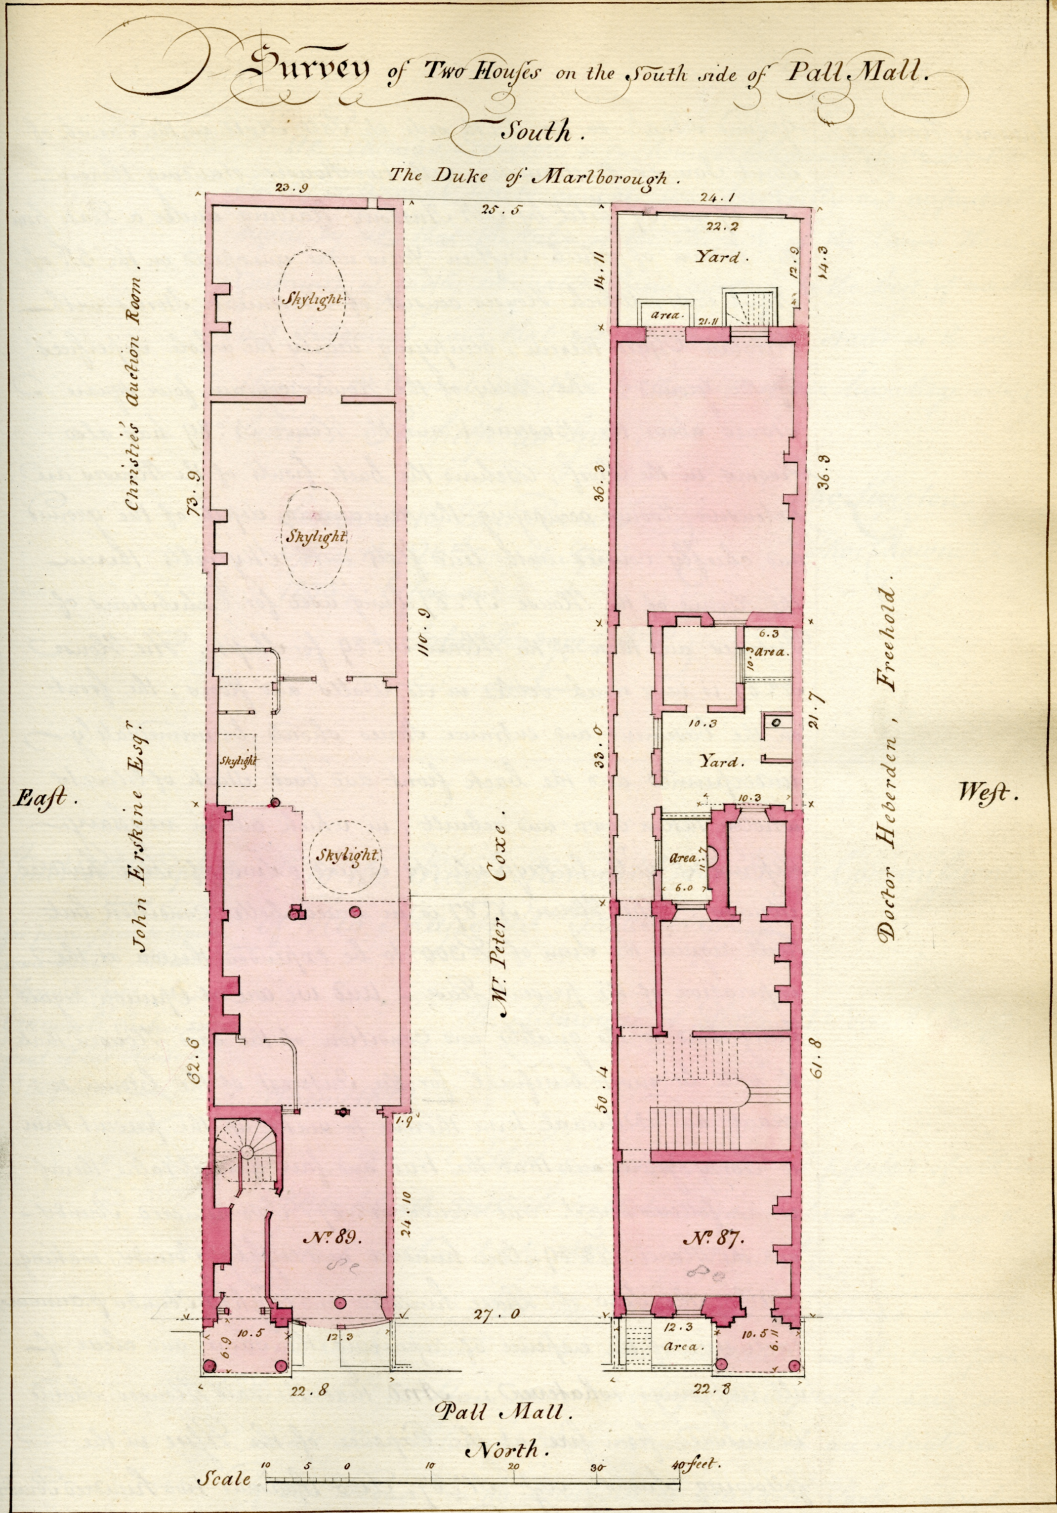 Survey of Two Houſes on the South side of Pall Mall.
South.
The Duke of Marlborough.
23.9
25.5
24.1
22.2
Yard.
14.11
12.9
14.3
Area.
21.11
Skylight
Christie's Auction Room.
73.9
Skylight
36.3
36.3
110.9
6.3
Area.
10.3
Yard.
33.0
21.7
Skylight
10.3
East.
West.
John Erskine Esqr.
Mr. Peter Coxe.
Doctor Heberden, Freehold.
Skylight
Area.
11.7
6.0
62.6
50.4
61.8
1.9
24.10
No. 89.
No. 87.
27.0
6.9
10.5
12.3
12.3
Area.
10.5
6.11
22.8
22.8
Pall Mall.
North.
Scale
10 5 0 10 20 30 40 feet.